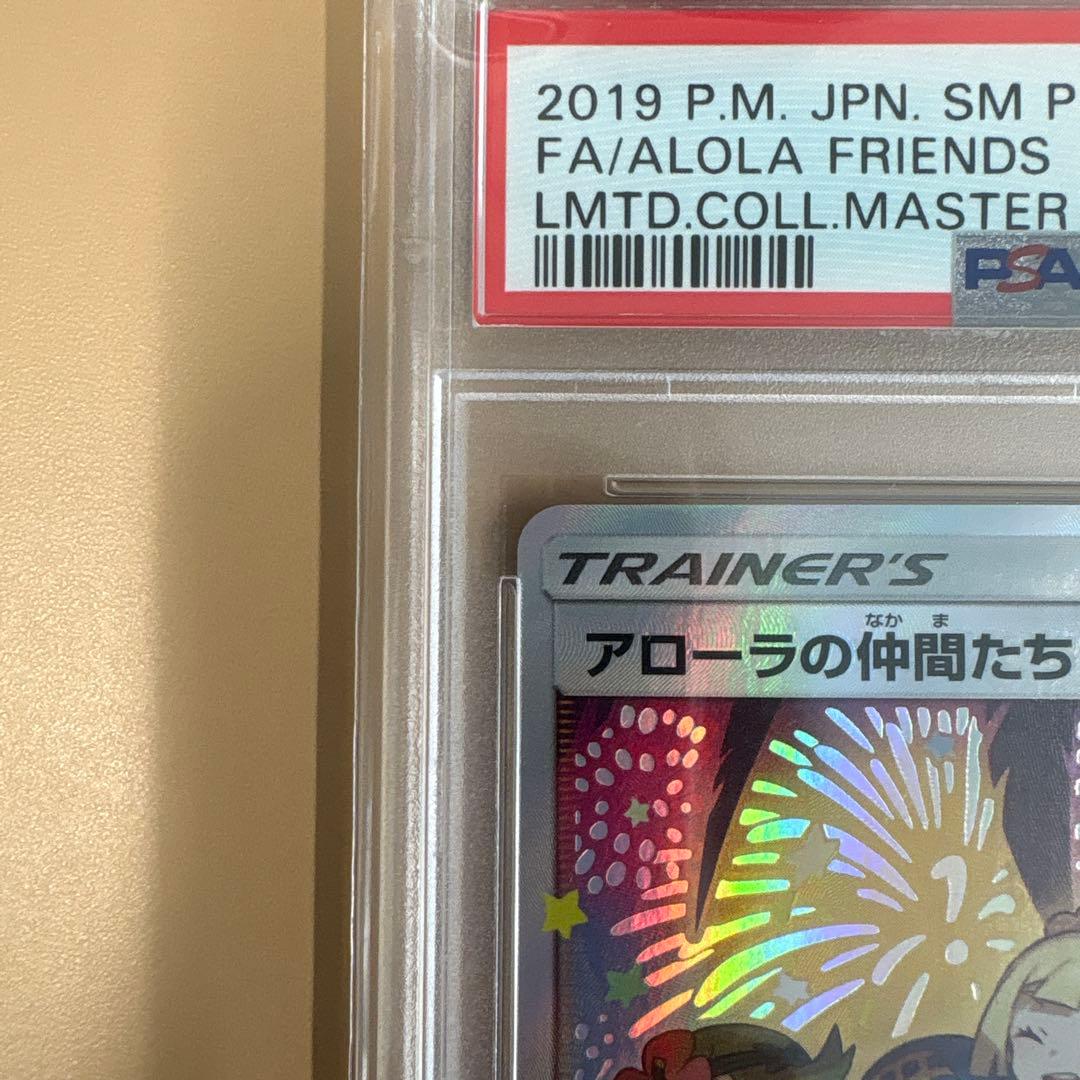 2019 P.M. JPN. SM P
FA/ALOLA FRIENDS
LMTD.COLL.MASTER
PSA
TRAINER'S
なかま
アローラの仲間たち